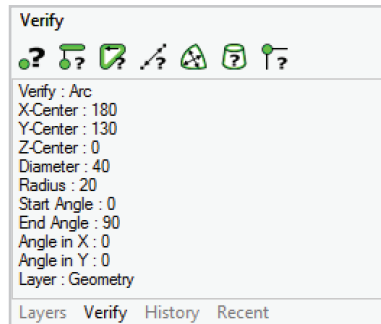 Verify
Verify : Arc
X-Center : 180
Y-Center : 130
Z-Center : 0
Diameter : 40
Radius : 20
Start Angle : 0
End Angle : 90
Angle in X : 0
Angle in Y : 0
Layer : Geometry
Layers Verify History Recent